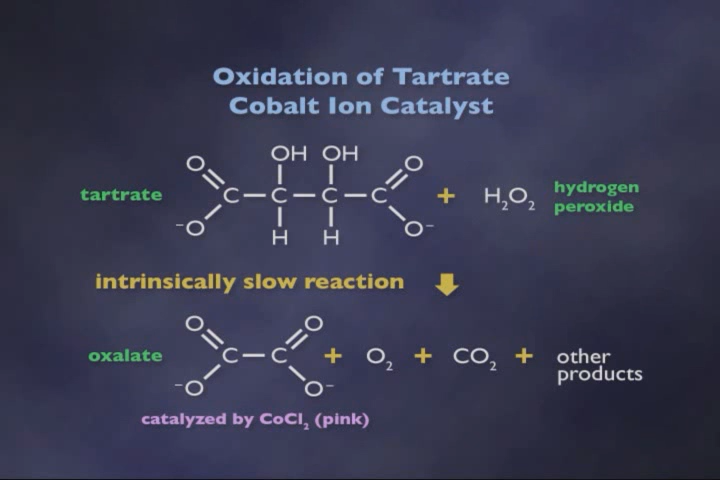 Oxidation of Tartrate
Cobalt Ion Catalyst
OH OH
O O
tartrate C — C — C — C + H₂O₂ hydrogen peroxide
⁻O H H O⁻
intrinsically slow reaction
O O
oxalate C — C + O₂ + CO₂ + other products
⁻O O⁻
catalyzed by CoCl₂ (pink)